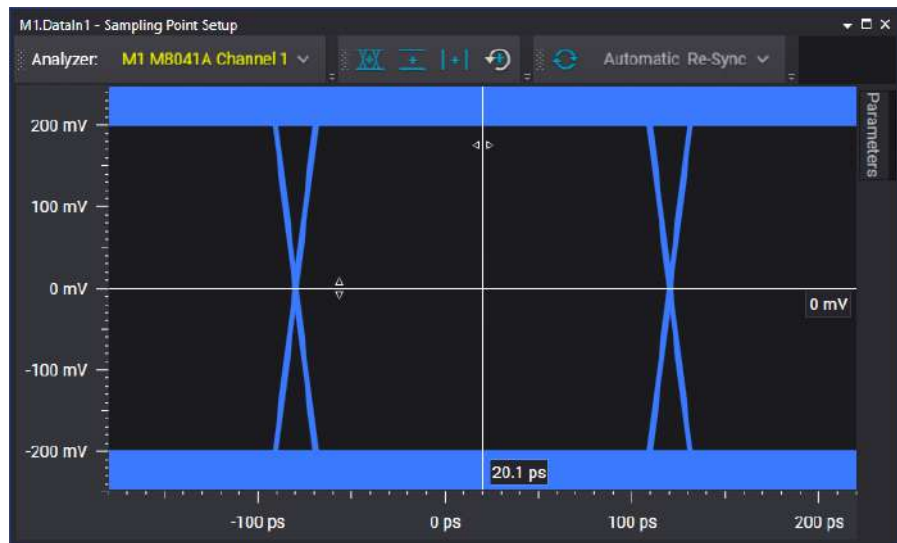 M1.DataIn1 - Sampling Point Setup
Analyzer: M1 M8041A Channel 1
Automatic Re-Sync
Parameters
200 mV
100 mV
0 mV
0 mV
-100 mV
-200 mV
20.1 ps
-100 ps 0 ps 100 ps 200 ps